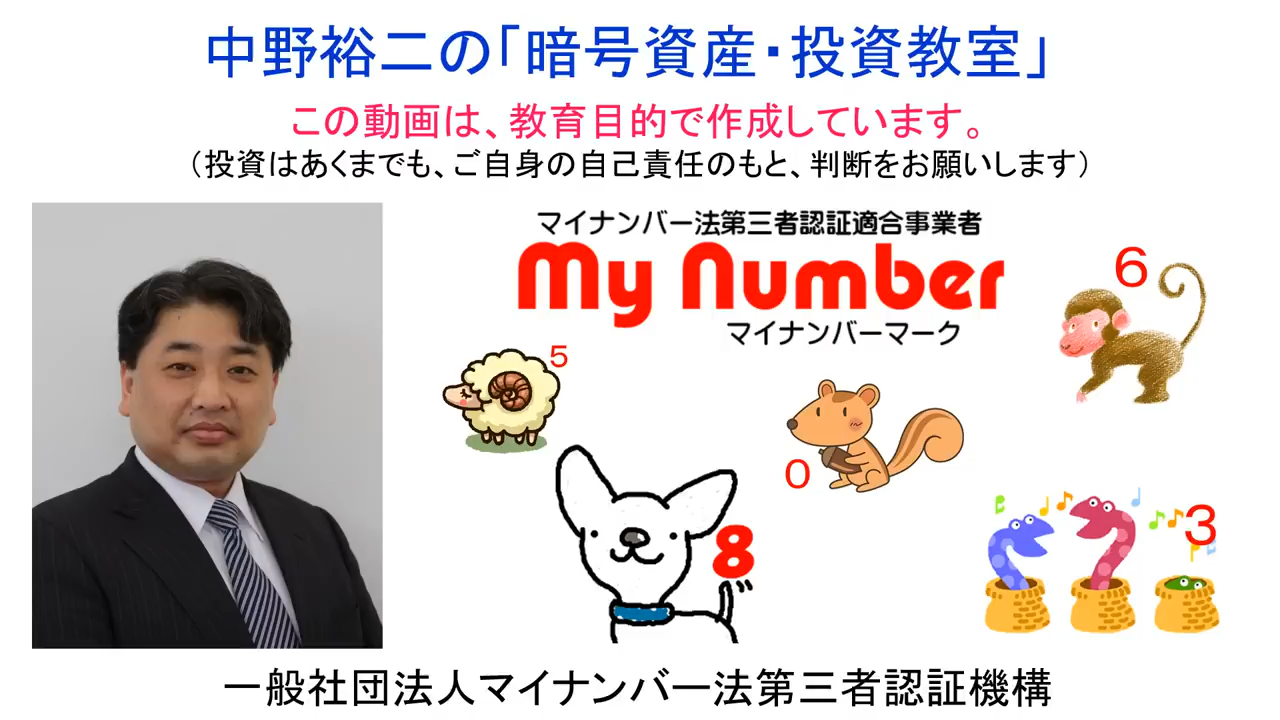 中野裕二の「暗号資産・投資教室」
この動画は、教育目的で作成しています。
（投資はあくまでも、ご自身の自己責任のもと、判断をお願いします）
マイナンバー法第三者認証適合事業者
My Number
マイナンバーマーク
6
5
0
8
3
一般社団法人マイナンバー法第三者認証機構